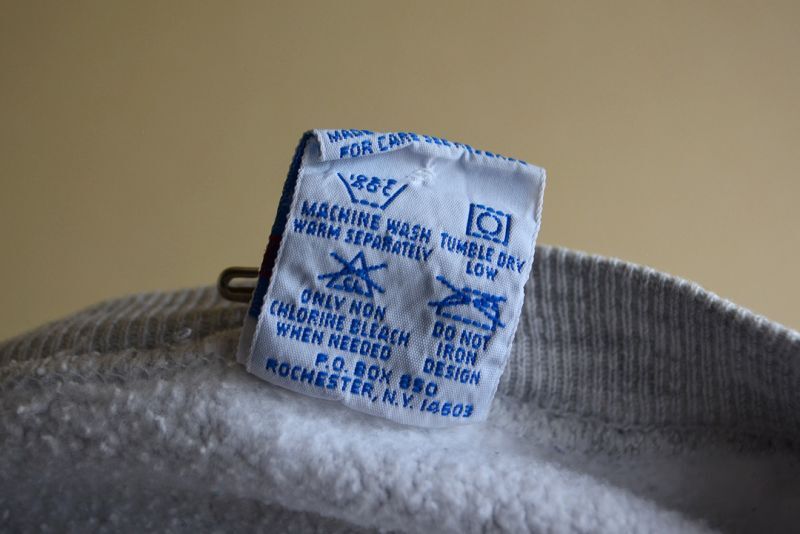 FOR CARE
MACHINE WASH
WARM SEPARATELY
TUMBLE DRY
LOW
ONLY NON
CHLORINE BLEACH
WHEN NEEDED
DO NOT
IRON
DESIGN
P.O. BOX 850
ROCHESTER, N.Y. 14603